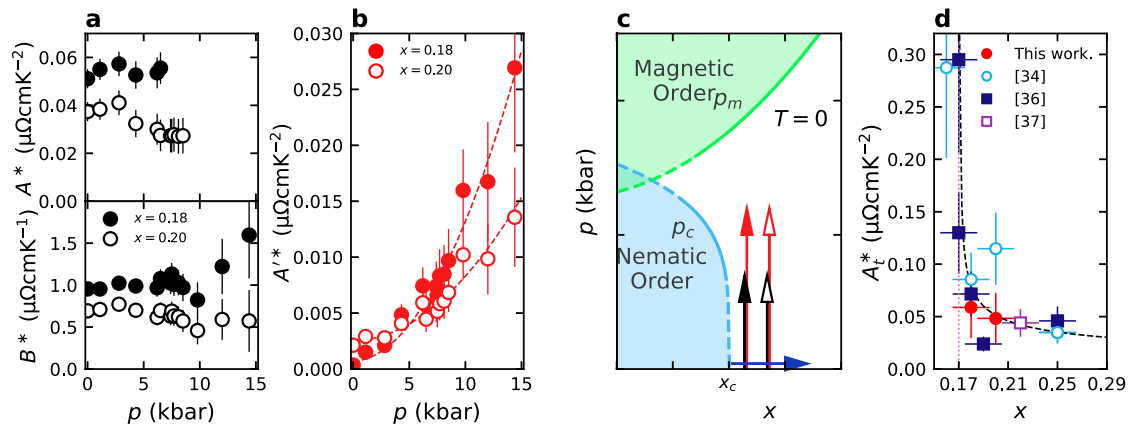 a
A* (μΩcmK⁻²)
0.06
0.04
0.02
0.00
x = 0.18
x = 0.20
B* (μΩcmK⁻¹)
1.5
1.0
0.5
0.0
0 5 10 15
p (kbar)
b
A′* (μΩcmK⁻²)
0.025
0.020
0.015
0.010
0.005
0.000
x = 0.18
x = 0.20
0 5 10 15
p (kbar)
c
p (kbar)
Magnetic
Order
pₘ
T = 0
p_c
Nematic
Order
x_c
x
d
A_t* (μΩcmK⁻²)
0.30
0.25
0.20
0.15
0.10
0.05
0.00
This work.
[34]
[36]
[37]
0.17 0.21 0.25 0.29
x